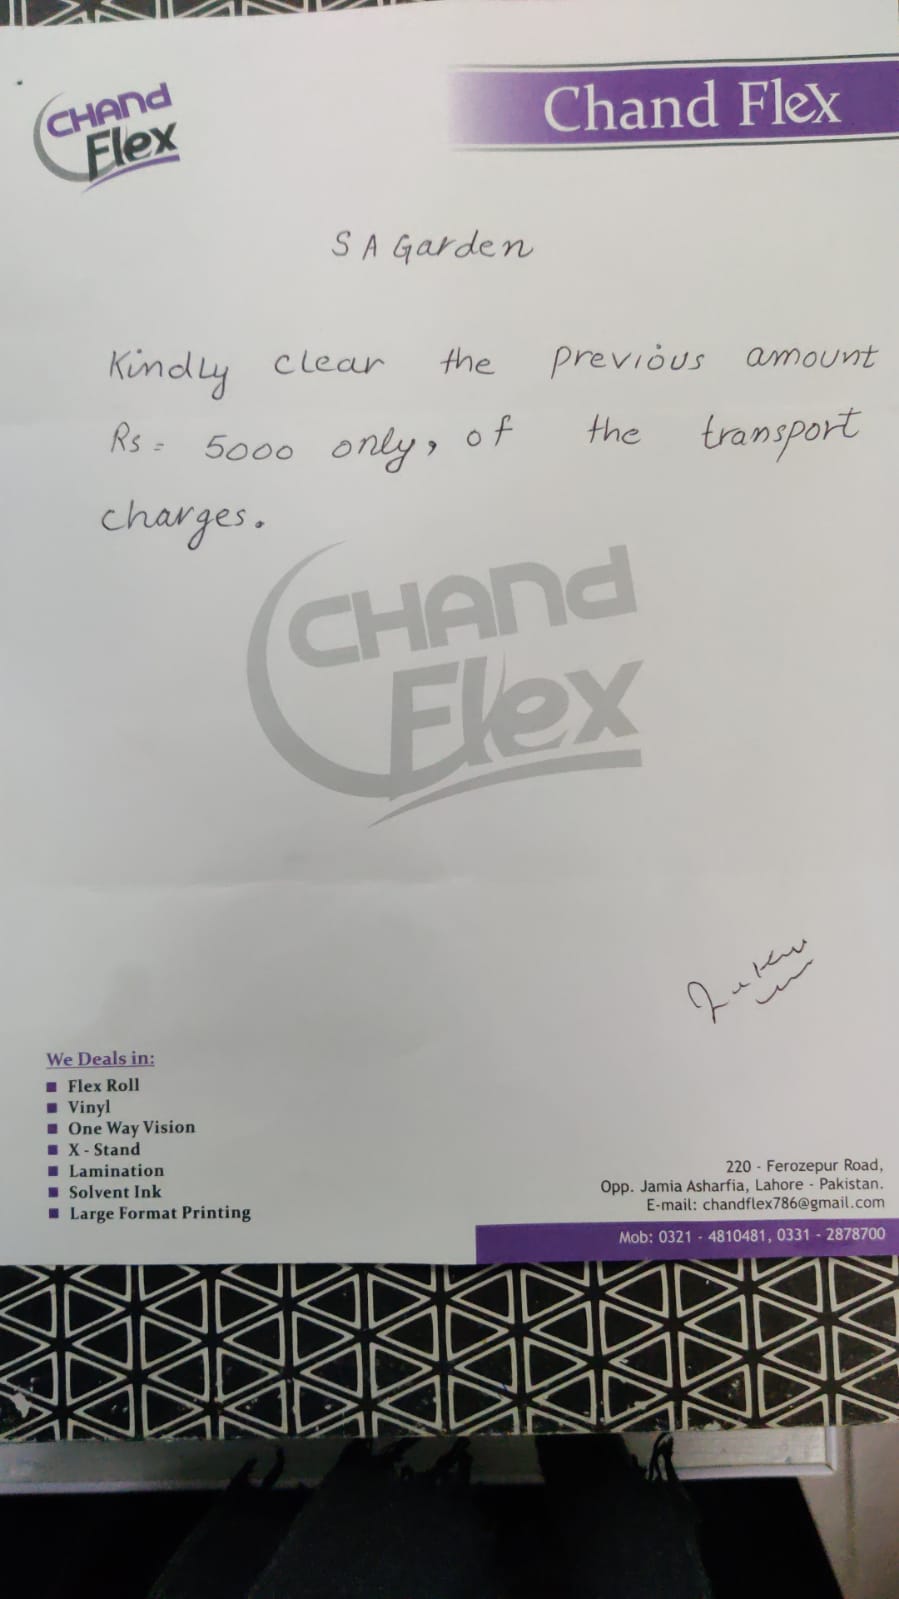 CHAND
Flex
Chand Flex
S A Garden
Kindly clear the previous amount
Rs = 5000 only, of the transport
charges.
CHAND
Flex
We Deals in:
Flex Roll
Vinyl
One Way Vision
X - Stand
Lamination
Solvent Ink
Large Format Printing
220 - Ferozepur Road,
Opp. Jamia Asharfia, Lahore - Pakistan.
E-mail: chandflex786@gmail.com
Mob: 0321 - 4810481, 0331 - 2878700